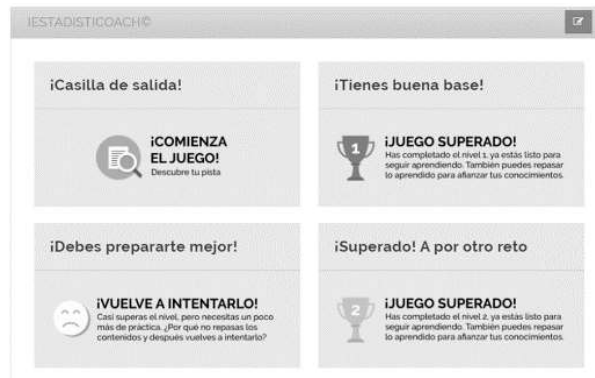 IESTADISTICOACH©
¡Casilla de salida!
¡COMIENZA
EL JUEGO!
Descubre tu pista
¡Tienes buena base!
1
¡JUEGO SUPERADO!
Has completado el nivel 1, ya estás listo para
seguir aprendiendo. También puedes repasar
lo aprendido para afianzar tus conocimientos.
¡Debes prepararte mejor!
¡VUELVE A INTENTARLO!
Casi superas el nivel, pero necesitas un poco
más de práctica. ¿Por qué no repasas los
contenidos y después vuelves a intentarlo?
¡Superado! A por otro reto
2
¡JUEGO SUPERADO!
Has completado el nivel 2, ya estás listo para
seguir aprendiendo. También puedes repasar
lo aprendido para afianzar tus conocimientos.